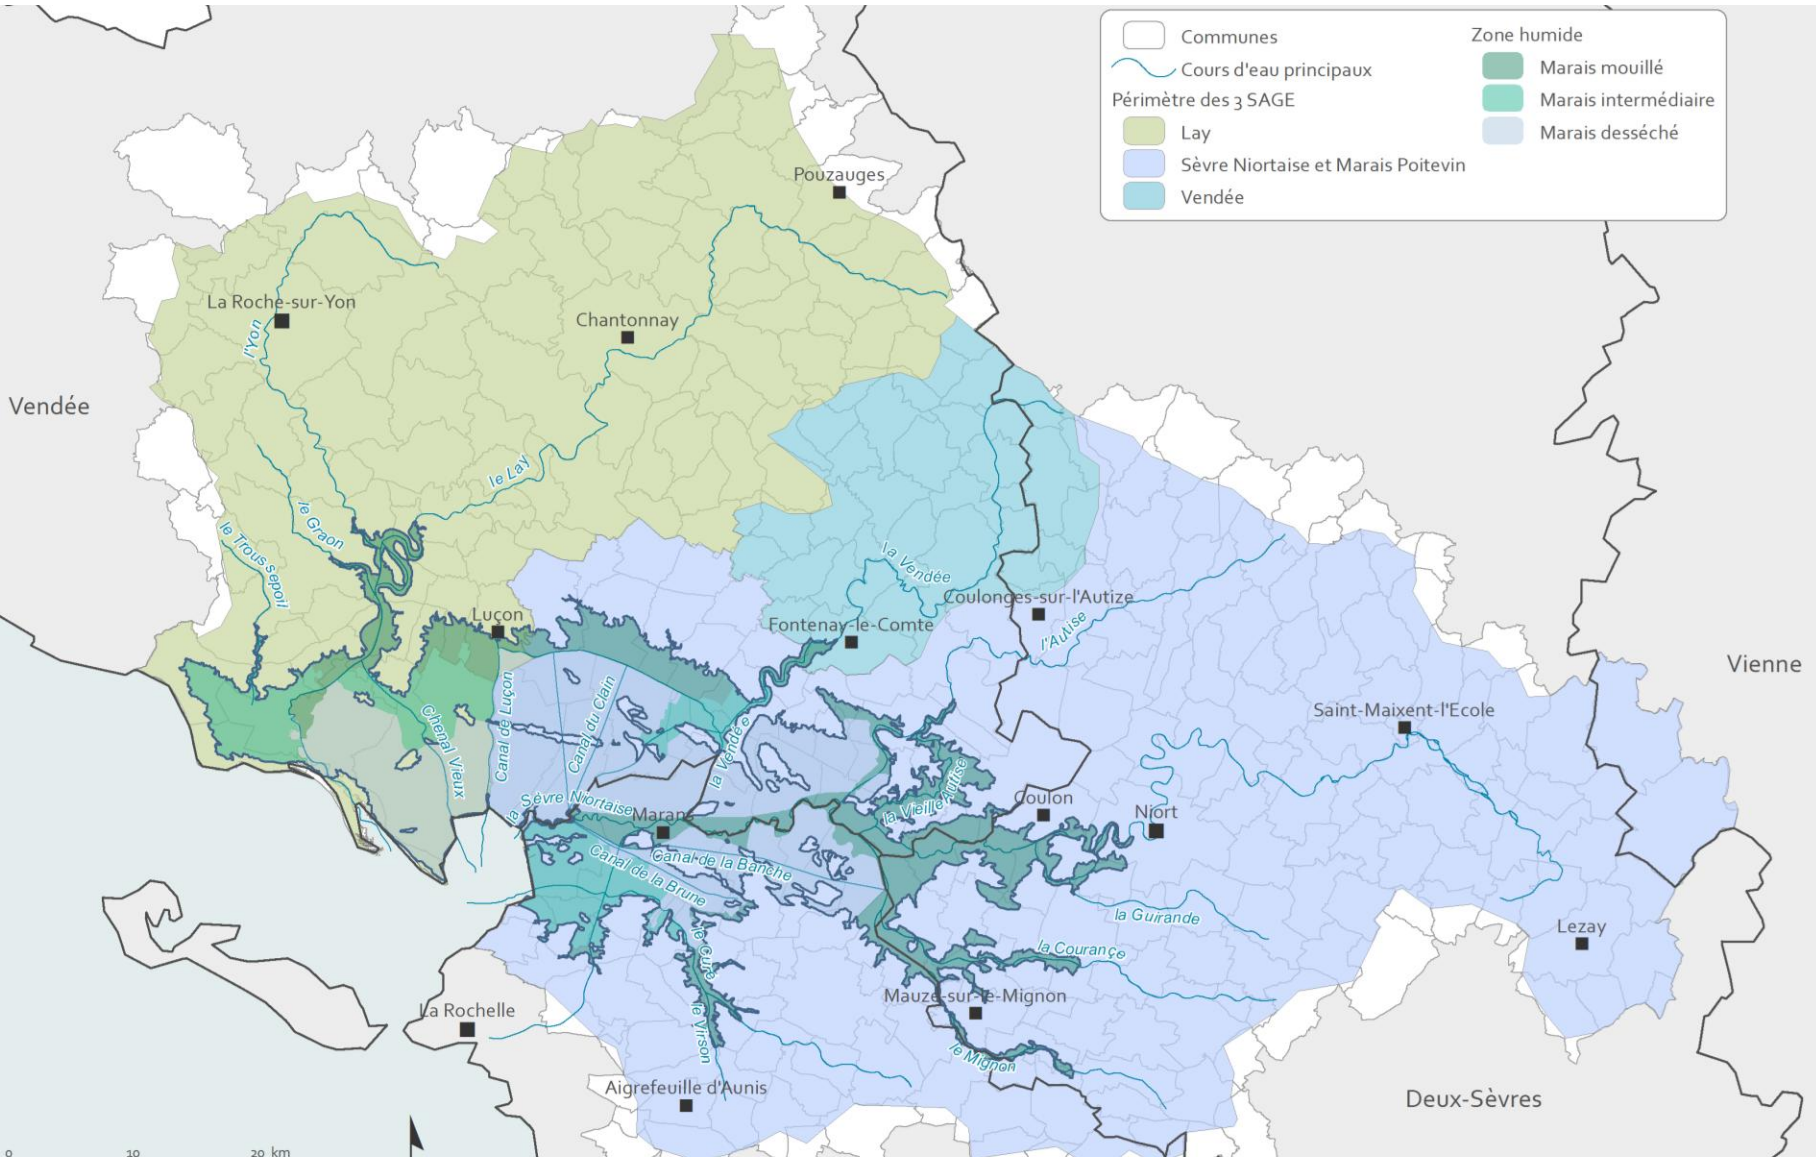 Communes
Cours d'eau principaux
Périmètre des 3 SAGE
Lay
Sèvre Niortaise et Marais Poitevin
Vendée
Zone humide
Marais mouillé
Marais intermédiaire
Marais desséché
Pouzauges
La Roche-sur-Yon
l'Yon
Chantonnay
Vendée
le Lay
le Graon
le Troussepoil
la Vendée
Coulonges-sur-l'Autize
Luçon
Fontenay-le-Comte
l'Autise
Vienne
Canal de Luçon
Canal du Clain
Chenal Vieux
la Vendée
Saint-Maixent-l'Ecole
la Sèvre Niortaise
Marans
la Vieille Autise
Coulon
Niort
Canal de la Banche
Canal de la Brune
la Guirande
Lezay
le Curé
la Courance
Mauzé-sur-le-Mignon
La Rochelle
le Virson
le Mignon
Aigrefeuille d'Aunis
Deux-Sèvres
0 10 20 km